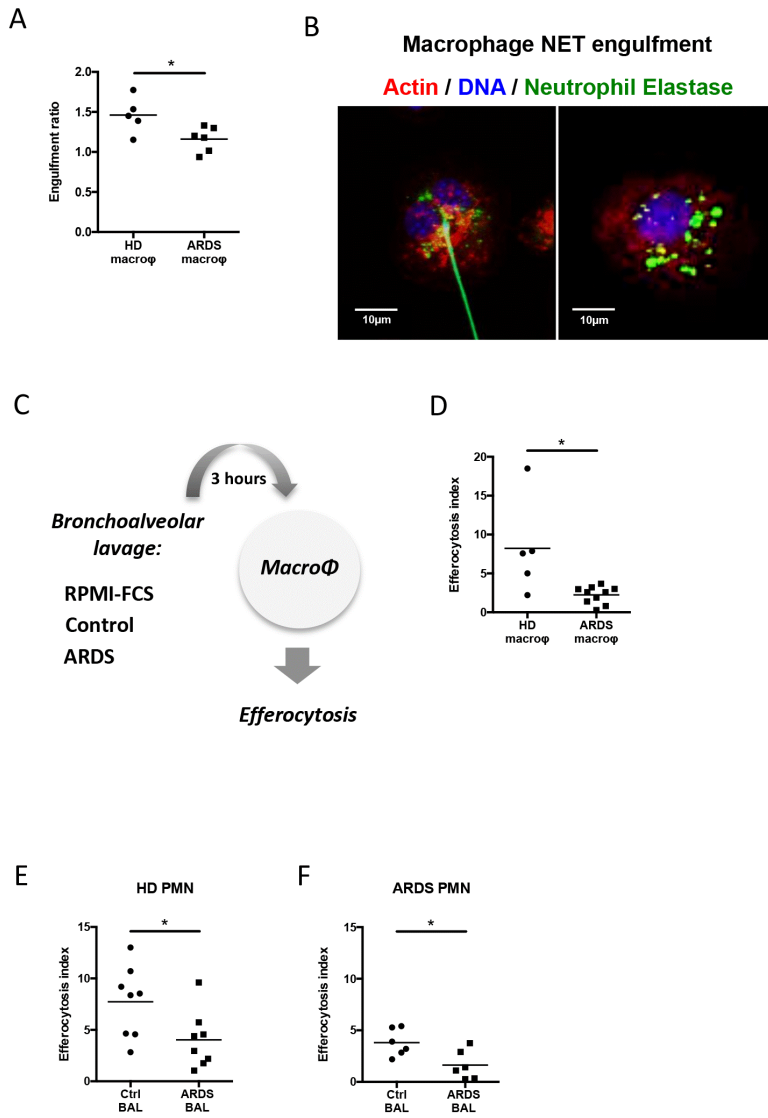 A
Engulfment ratio
2.0
1.5
1.0
0.5
0.0
*
HD
macroφ
ARDS
macroφ
B
Macrophage NET engulfment
Actin / DNA / Neutrophil Elastase
10µm
10µm
C
3 hours
Bronchoalveolar
lavage:
RPMI-FCS
Control
ARDS
MacroΦ
Efferocytosis
D
Efferocytosis index
20
15
10
5
0
*
HD
macroφ
ARDS
macroφ
E
HD PMN
Efferocytosis index
15
10
5
0
*
Ctrl
BAL
ARDS
BAL
F
ARDS PMN
Efferocytosis index
15
10
5
0
*
Ctrl
BAL
ARDS
BAL